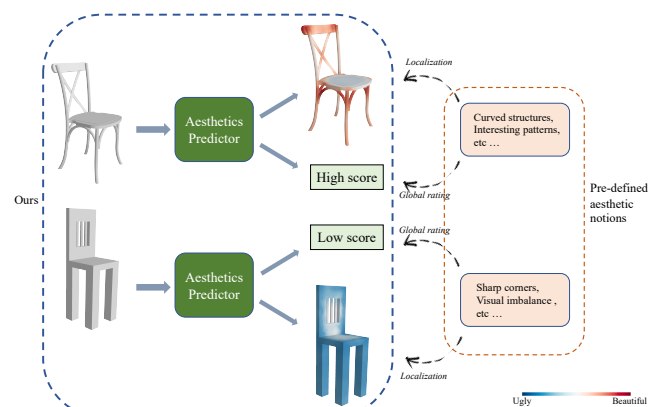 Localization
Curved structures,
Interesting patterns,
etc ...
Aesthetics
Predictor
High score
Global rating
Ours
Pre-defined
aesthetic
notions
Global rating
Low score
Aesthetics
Predictor
Sharp corners,
Visual imbalance ,
etc ...
Localization
Ugly
Beautiful